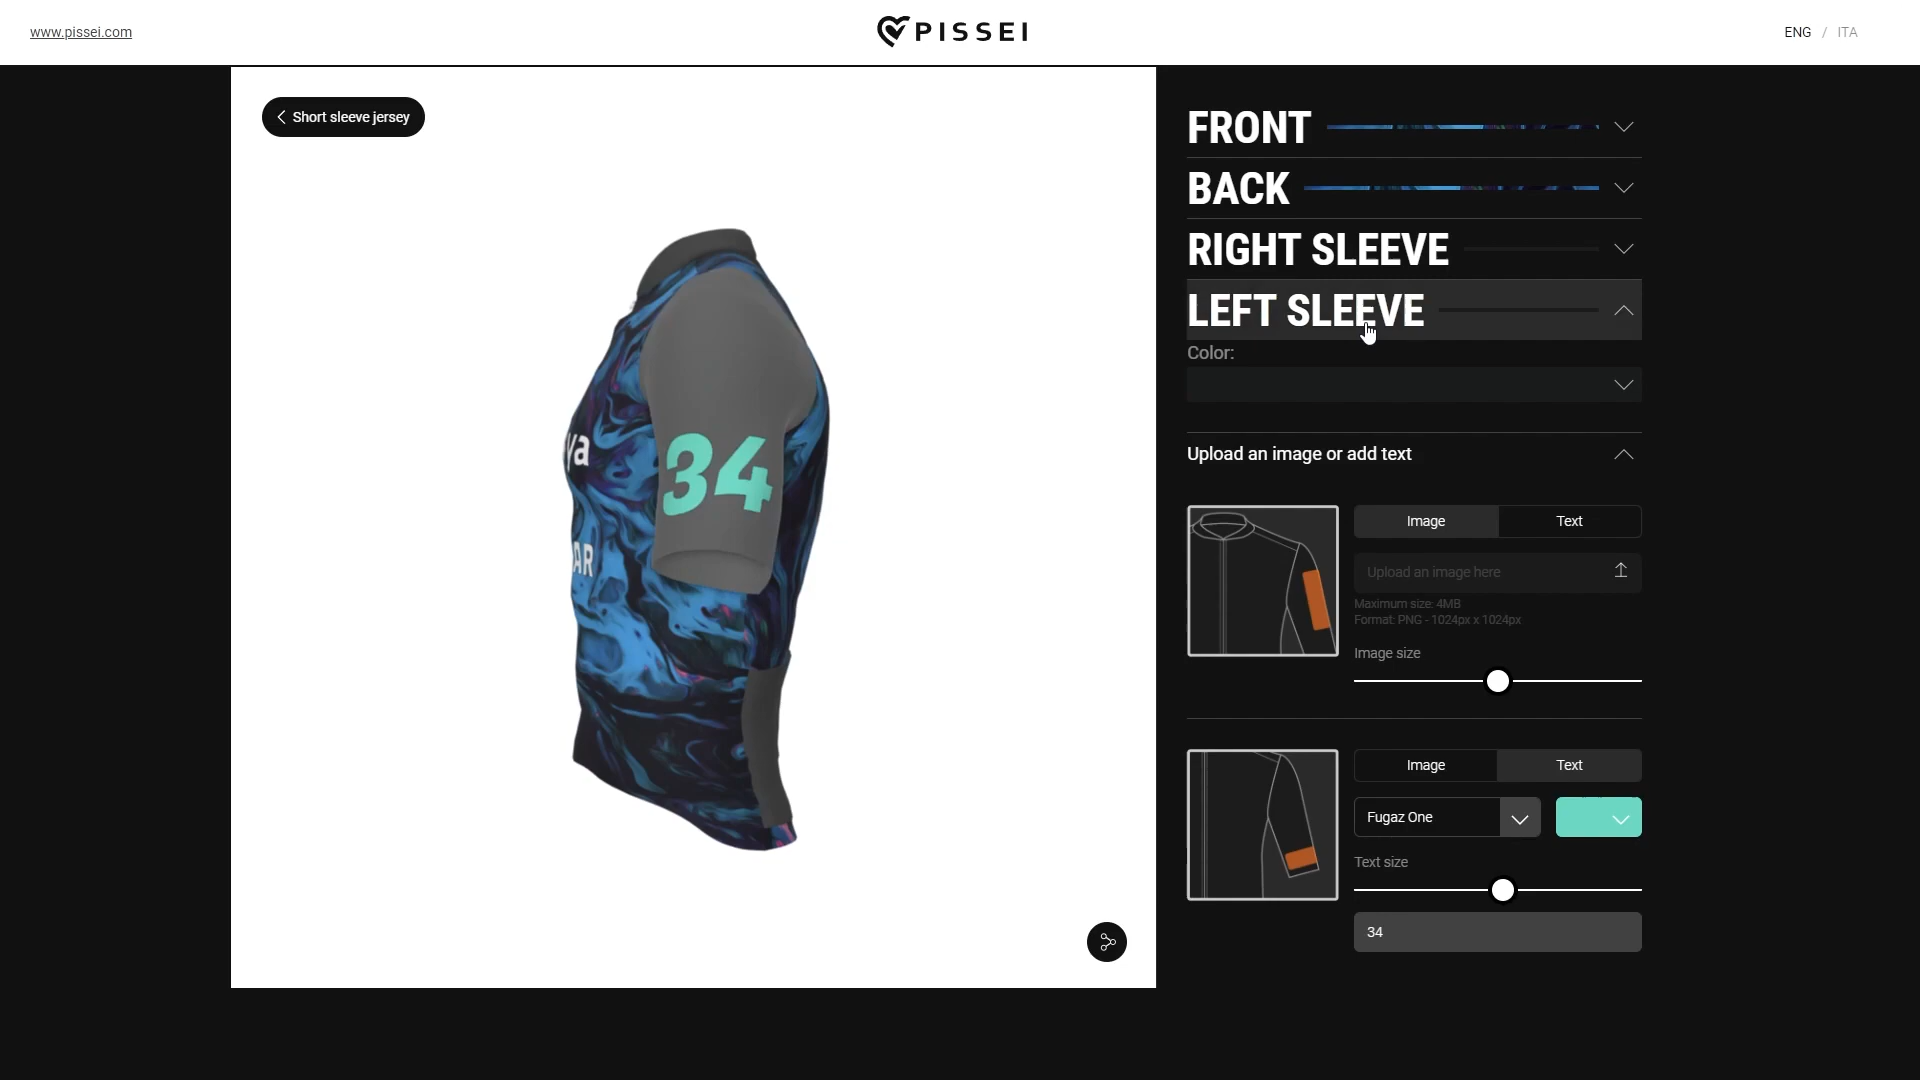 www.pissei.com
PISSEI
ENG / ITA
Short sleeve jersey
ya
AR
34
FRONT
BACK
RIGHT SLEEVE
LEFT SLEEVE
Color:
Upload an image or add text
Image Text
Upload an image here
Maximum size: 4MB
Format: PNG - 1024px x 1024px
Image size
Image Text
Fugaz One
Text size
34